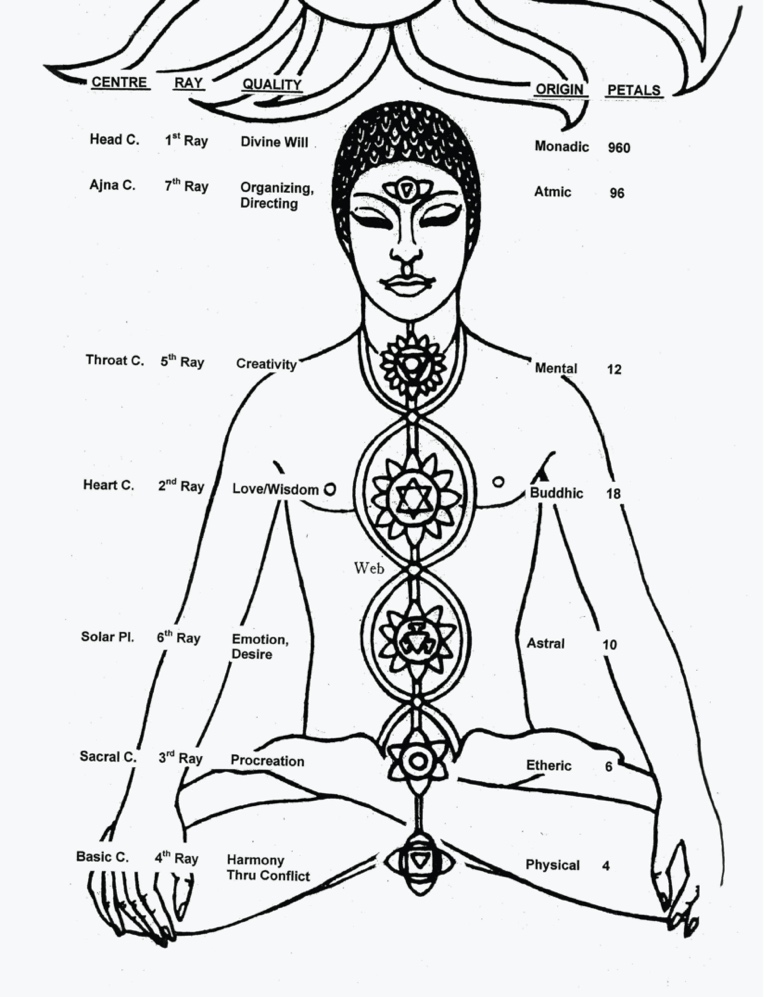 CENTRE RAY QUALITY ORIGIN PETALS
Head C. 1st Ray Divine Will Monadic 960
Ajna C. 7th Ray Organizing, Atmic 96
Directing
Throat C. 5th Ray Creativity Mental 12
Heart C. 2nd Ray Love/Wisdom Buddhic 18
Web
Solar Pl. 6th Ray Emotion, Astral 10
Desire
Sacral C. 3rd Ray Procreation Etheric 6
Basic C. 4th Ray Harmony Physical 4
Thru Conflict